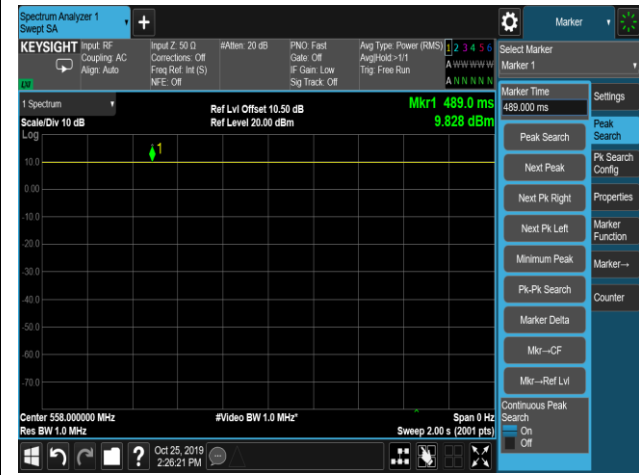 Spectrum Analyzer 1
Swept SA
Marker
KEYSIGHT
Input: RF
Coupling: AC
Align: Auto
Input Z: 50 Ω
Corrections: Off
Freq Ref: Int (S)
NFE: Off
#Atten: 20 dB
PNO: Fast
Gate: Off
IF Gain: Low
Sig Track: Off
Avg Type: Power (RMS)
Avg|Hold:>1/1
Trig: Free Run
1 2 3 4 5 6
A W W W W W
A N N N N N
Select Marker
Marker 1
1 Spectrum
Scale/Div 10 dB
Log
Ref Lvl Offset 10.50 dB
Ref Level 20.00 dBm
Mkr1 489.0 ms
9.828 dBm
1
10.0
0.00
-10.0
-20.0
-30.0
-40.0
-50.0
-60.0
-70.0
Center 558.000000 MHz
Res BW 1.0 MHz
#Video BW 1.0 MHz*
Span 0 Hz
Sweep 2.00 s (2001 pts)
Marker Time
489.000 ms
Peak Search
Next Peak
Next Pk Right
Next Pk Left
Minimum Peak
Pk-Pk Search
Marker Delta
Mkr→CF
Mkr→Ref Lvl
Continuous Peak
Search
On
Off
Settings
Peak
Search
Pk Search
Config
Properties
Marker
Function
Marker→
Counter
?
Oct 25, 2019
2:26:21 PM